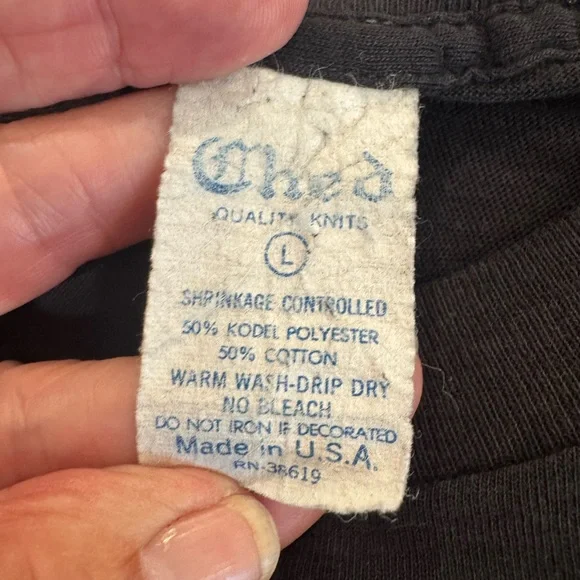 Ched
QUALITY KNITS
L
SHRINKAGE CONTROLLED
50% KODEL POLYESTER
50% COTTON
WARM WASH-DRIP DRY
NO BLEACH
DO NOT IRON IF DECORATED
Made in U.S.A.
RN-38619